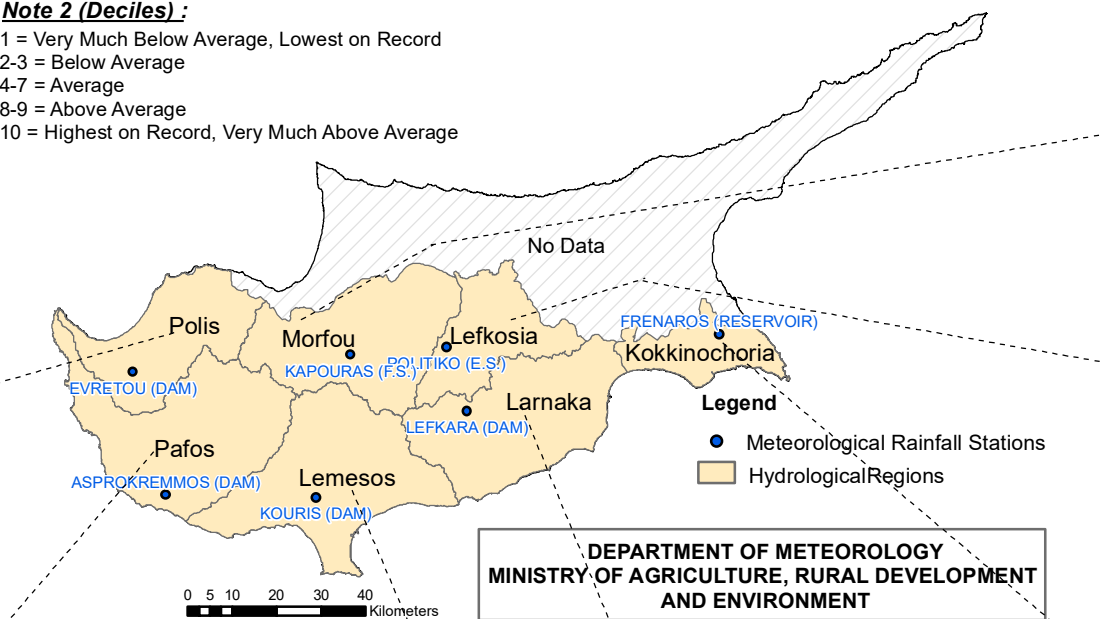 Note 2 (Deciles) :
1 = Very Much Below Average, Lowest on Record
2-3 = Below Average
4-7 = Average
8-9 = Above Average
10 = Highest on Record, Very Much Above Average
No Data
Polis
Morfou
Lefkosia
FRENAROS (RESERVOIR)
Kokkinochoria
KAPOURAS (F.S.)
POLITIKO (E.S.)
EVRETOU (DAM)
Larnaka
LEFKARA (DAM)
Pafos
ASPROKREMMOS (DAM)
Lemesos
KOURIS (DAM)
Legend
Meteorological Rainfall Stations
HydrologicalRegions
DEPARTMENT OF METEOROLOGY
MINISTRY OF AGRICULTURE, RURAL DEVELOPMENT
AND ENVIRONMENT
0 5 10 20 30 40
Kilometers